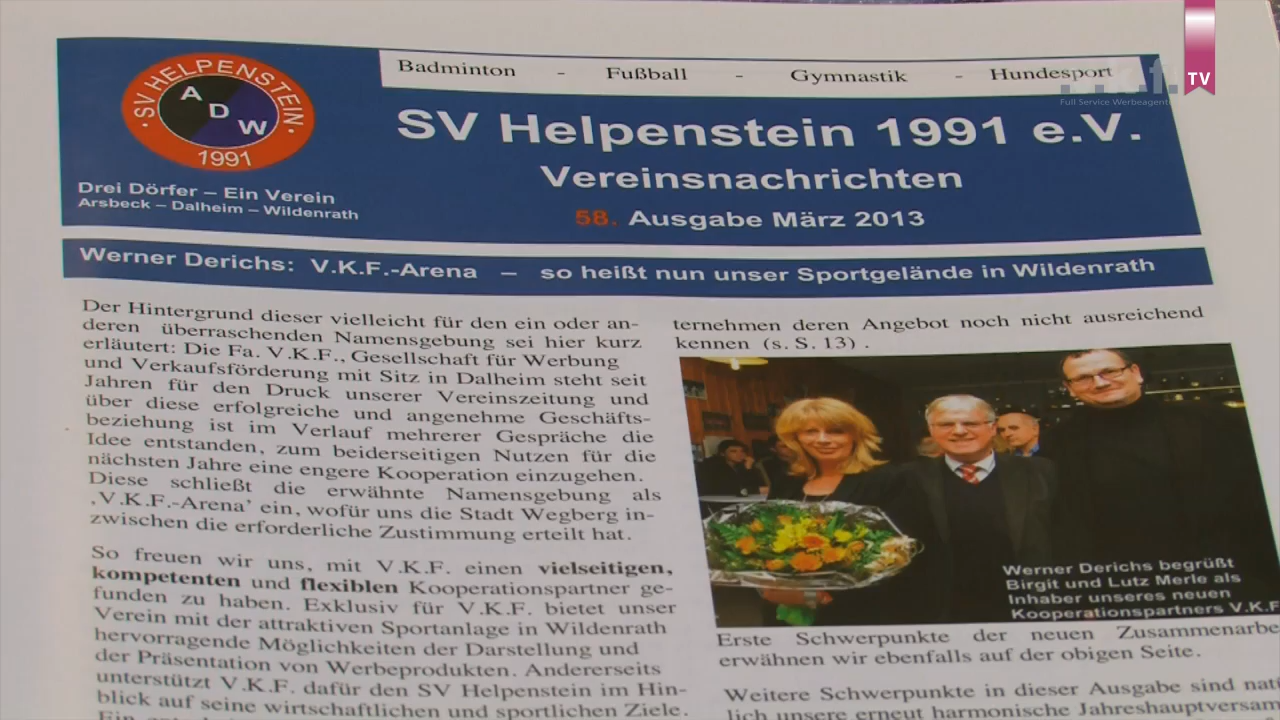 TV
Full Service Werbeagentur
SV HELPENSTEIN
A
D
W
1991
Drei Dörfer – Ein Verein
Arsbeck – Dalheim – Wildenrath
Badminton - Fußball - Gymnastik - Hundesport
SV Helpenstein 1991 e.V.
Vereinsnachrichten
58. Ausgabe März 2013
Werner Derichs: V.K.F.-Arena – so heißt nun unser Sportgelände in Wildenrath
Der Hintergrund dieser vielleicht für den ein oder an-
deren überraschenden Namensgebung sei hier kurz
erläutert: Die Fa. V.K.F., Gesellschaft für Werbung
und Verkaufsförderung mit Sitz in Dalheim steht seit
Jahren für den Druck unserer Vereinszeitung und
über diese erfolgreiche und angenehme Geschäfts-
beziehung ist im Verlauf mehrerer Gespräche die
Idee entstanden, zum beiderseitigen Nutzen für die
nächsten Jahre eine engere Kooperation einzugehen.
Diese schließt die erwähnte Namensgebung als
‚V.K.F.-Arena' ein, wofür uns die Stadt Wegberg in-
zwischen die erforderliche Zustimmung erteilt hat.
So freuen wir uns, mit V.K.F. einen vielseitigen,
kompetenten und flexiblen Kooperationspartner ge-
funden zu haben. Exklusiv für V.K.F. bietet unser
Verein mit der attraktiven Sportanlage in Wildenrath
hervorragende Möglichkeiten der Darstellung und
der Präsentation von Werbeprodukten. Andererseits
unterstützt V.K.F. dafür den SV Helpenstein im Hin-
blick auf seine wirtschaftlichen und sportlichen Ziele.
ternehmen deren Angebot noch nicht ausreichend
kennen (s. S. 13) .
Werner Derichs begrüßt
Birgit und Lutz Merle als
Inhaber unseres neuen
Kooperationspartners V.K.F
Erste Schwerpunkte der neuen Zusammenarbe
erwähnen wir ebenfalls auf der obigen Seite.
Weitere Schwerpunkte in dieser Ausgabe sind natü
lich unsere erneut harmonische Jahreshauptversam